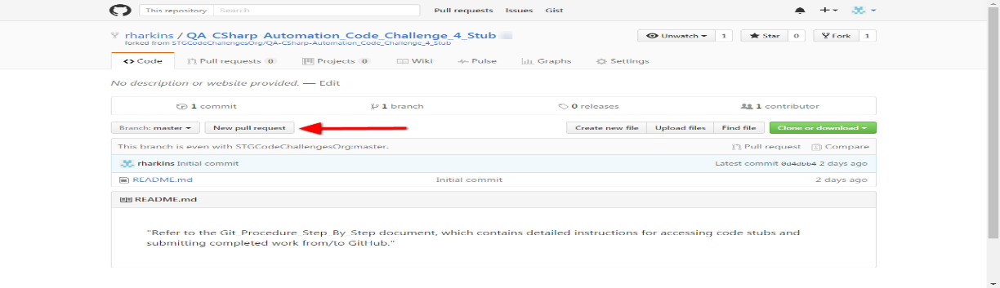 This repository Search Pull requests Issues Gist
rharkins / QA_CSharp_Automation_Code_Challenge_4_Stub Unwatch 1 Star 0 Fork 1
forked from STGCodeChallengesOrg/QA-CSharp-Automation_Code_Challenge_4_Stub
Code Pull requests 0 Projects 0 Wiki Pulse Graphs Settings
No description or website provided. — Edit
1 commit 1 branch 0 releases 1 contributor
Branch: master New pull request Create new file Upload files Find file Clone or download
This branch is even with STGCodeChallengesOrg:master. Pull request Compare
rharkins Initial commit Latest commit 0d4dbb4 2 days ago
README.md Initial commit 2 days ago
README.md
"Refer to the Git_Procedure_Step_By_Step document, which contains detailed instructions for accessing code stubs and
submitting completed work from/to GitHub."